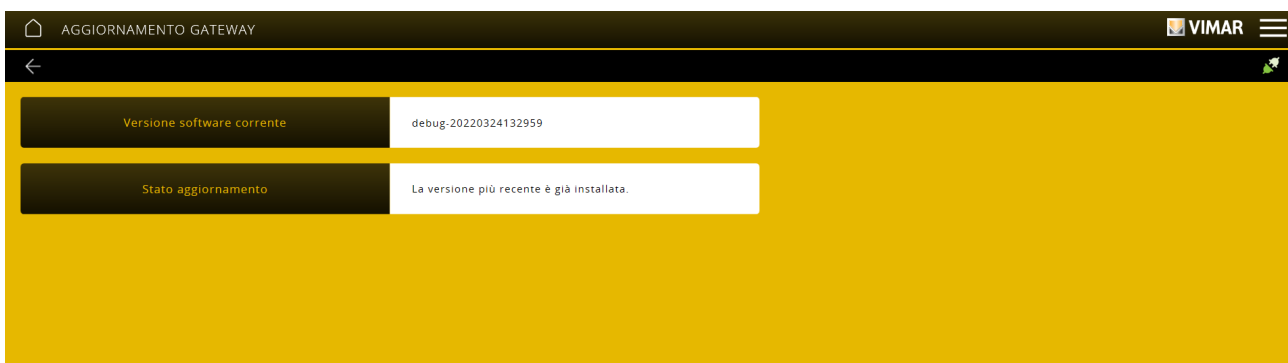 AGGIORNAMENTO GATEWAY
VIMAR
Versione software corrente
debug-20220324132959
Stato aggiornamento
La versione più recente è già installata.